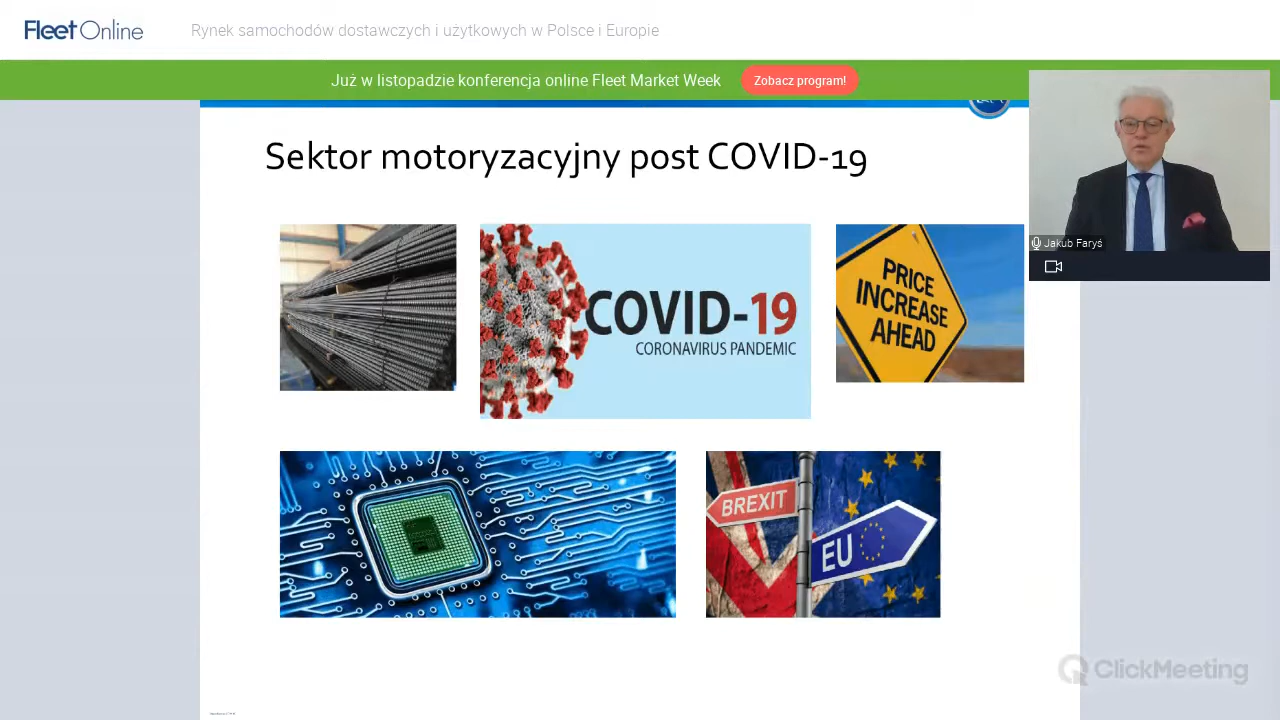 Fleet Online
Rynek samochodów dostawczych i użytkowych w Polsce i Europie
Już w listopadzie konferencja online Fleet Market Week
Zobacz program!
Sektor motoryzacyjny post COVID-19
Jakub Faryś
COVID-19
CORONAVIRUS PANDEMIC
PRICE
INCREASE
AHEAD
BREXIT
EU
ClickMeeting